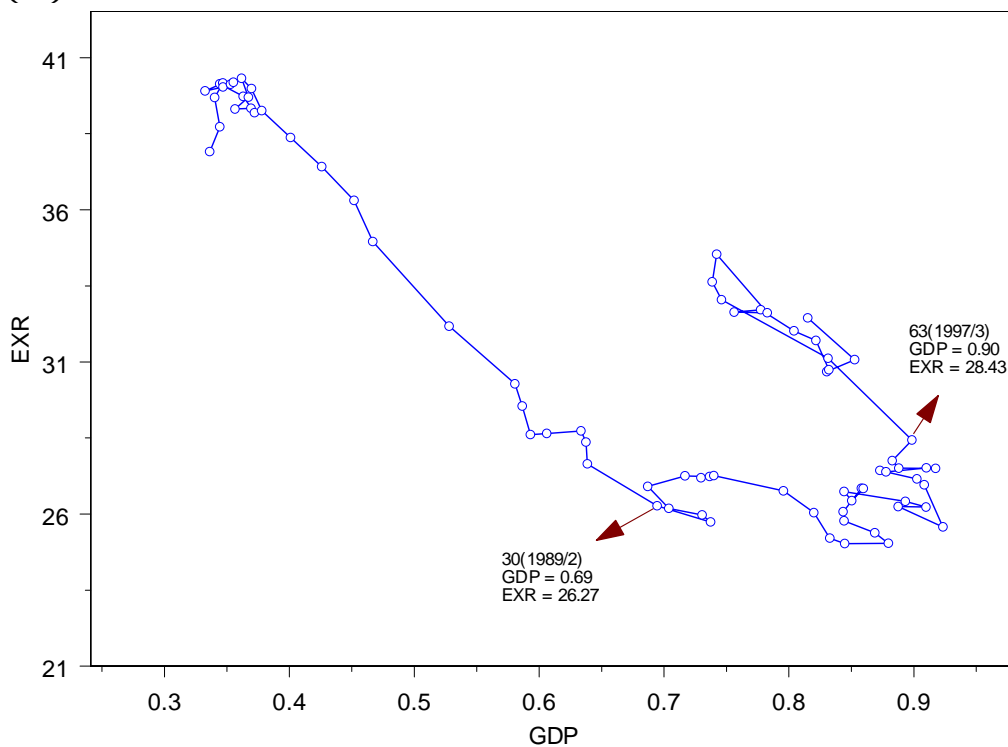 41
36
31
26
21
EXR
63(1997/3)
GDP = 0.90
EXR = 28.43
30(1989/2)
GDP = 0.69
EXR = 26.27
0.3 0.4 0.5 0.6 0.7 0.8 0.9
GDP